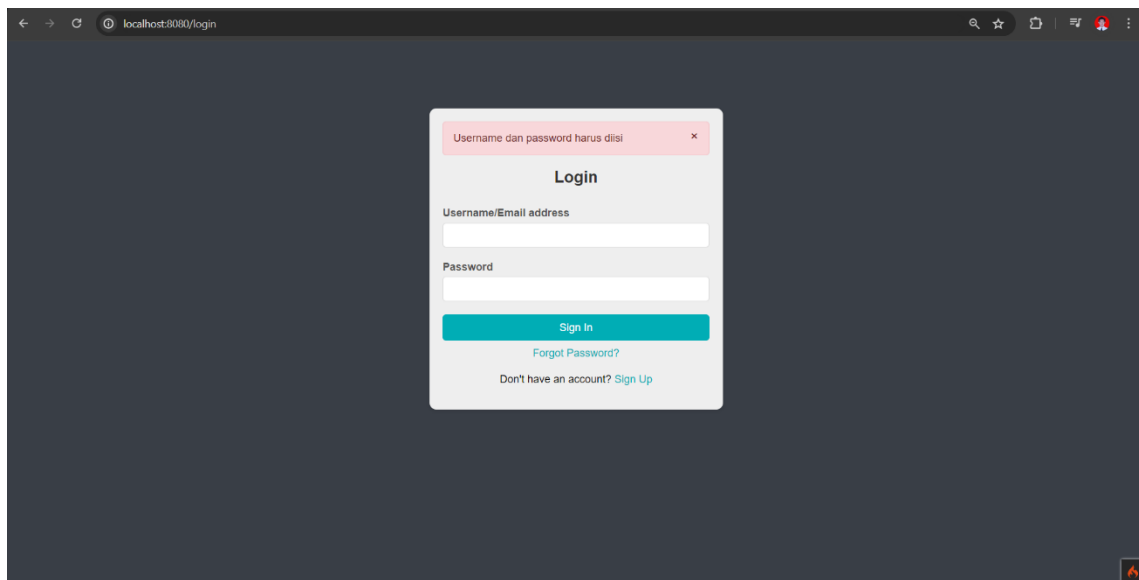 localhost:8080/login
Username dan password harus diisi ×
Login
Username/Email address
Password
Sign In
Forgot Password?
Don't have an account? Sign Up